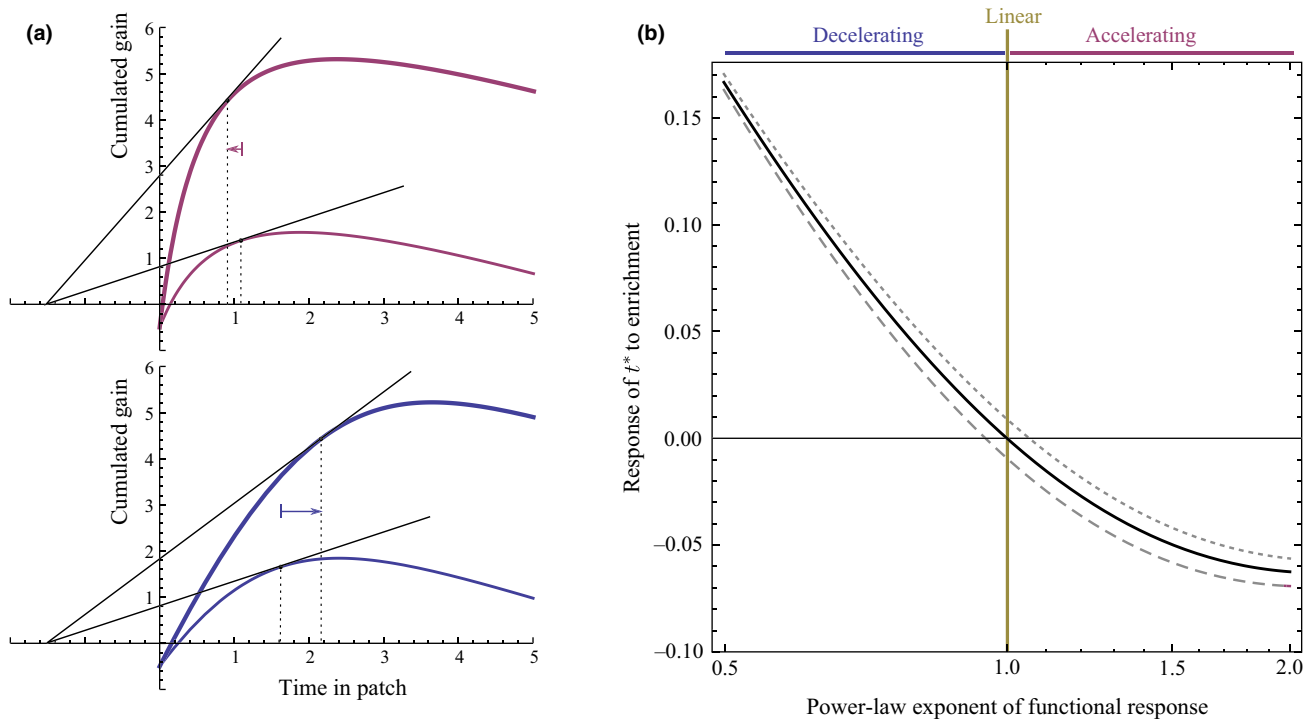 (a)
Cumulated gain
6
5
4
3
2
1
1 2 3 4 5
Cumulated gain
6
5
4
3
2
1
1 2 3 4 5
Time in patch
(b)
Linear
Decelerating Accelerating
Response of t* to enrichment
0.15
0.10
0.05
0.00
−0.05
−0.10
0.5 1.0 1.5 2.0
Power-law exponent of functional response